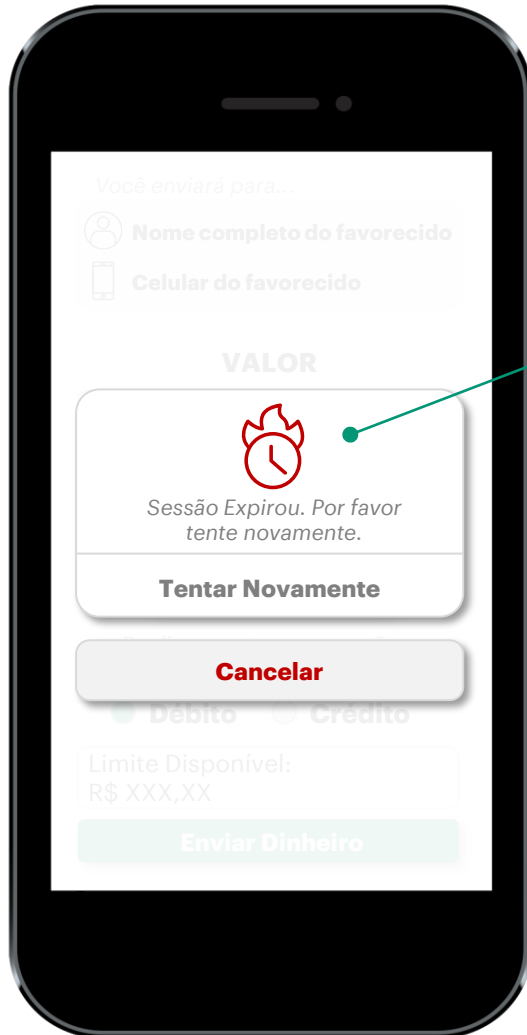 Você enviará para...
Nome completo do favorecido
Celular do favorecido
VALOR
Sessão Expirou. Por favor
tente novamente.
Tentar Novamente
Cancelar
Débito Crédito
Limite Disponível:
R$ XXX,XX
Enviar Dinheiro